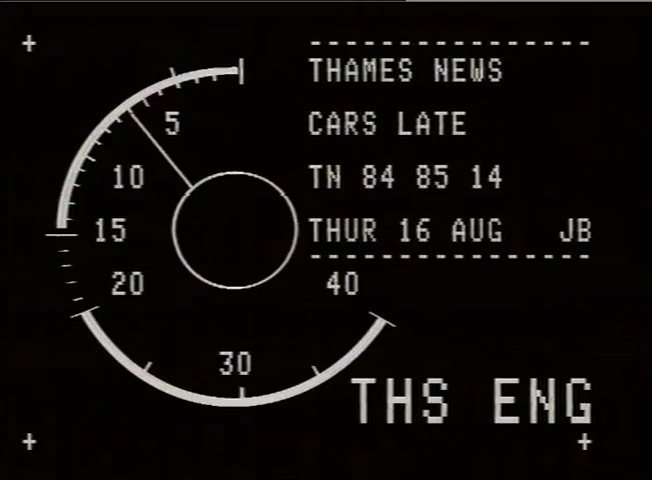 ---------------
THAMES NEWS
5
CARS LATE
10
TN 84 85 14
15
THUR 16 AUG JB
---------------
20
40
30
THS ENG